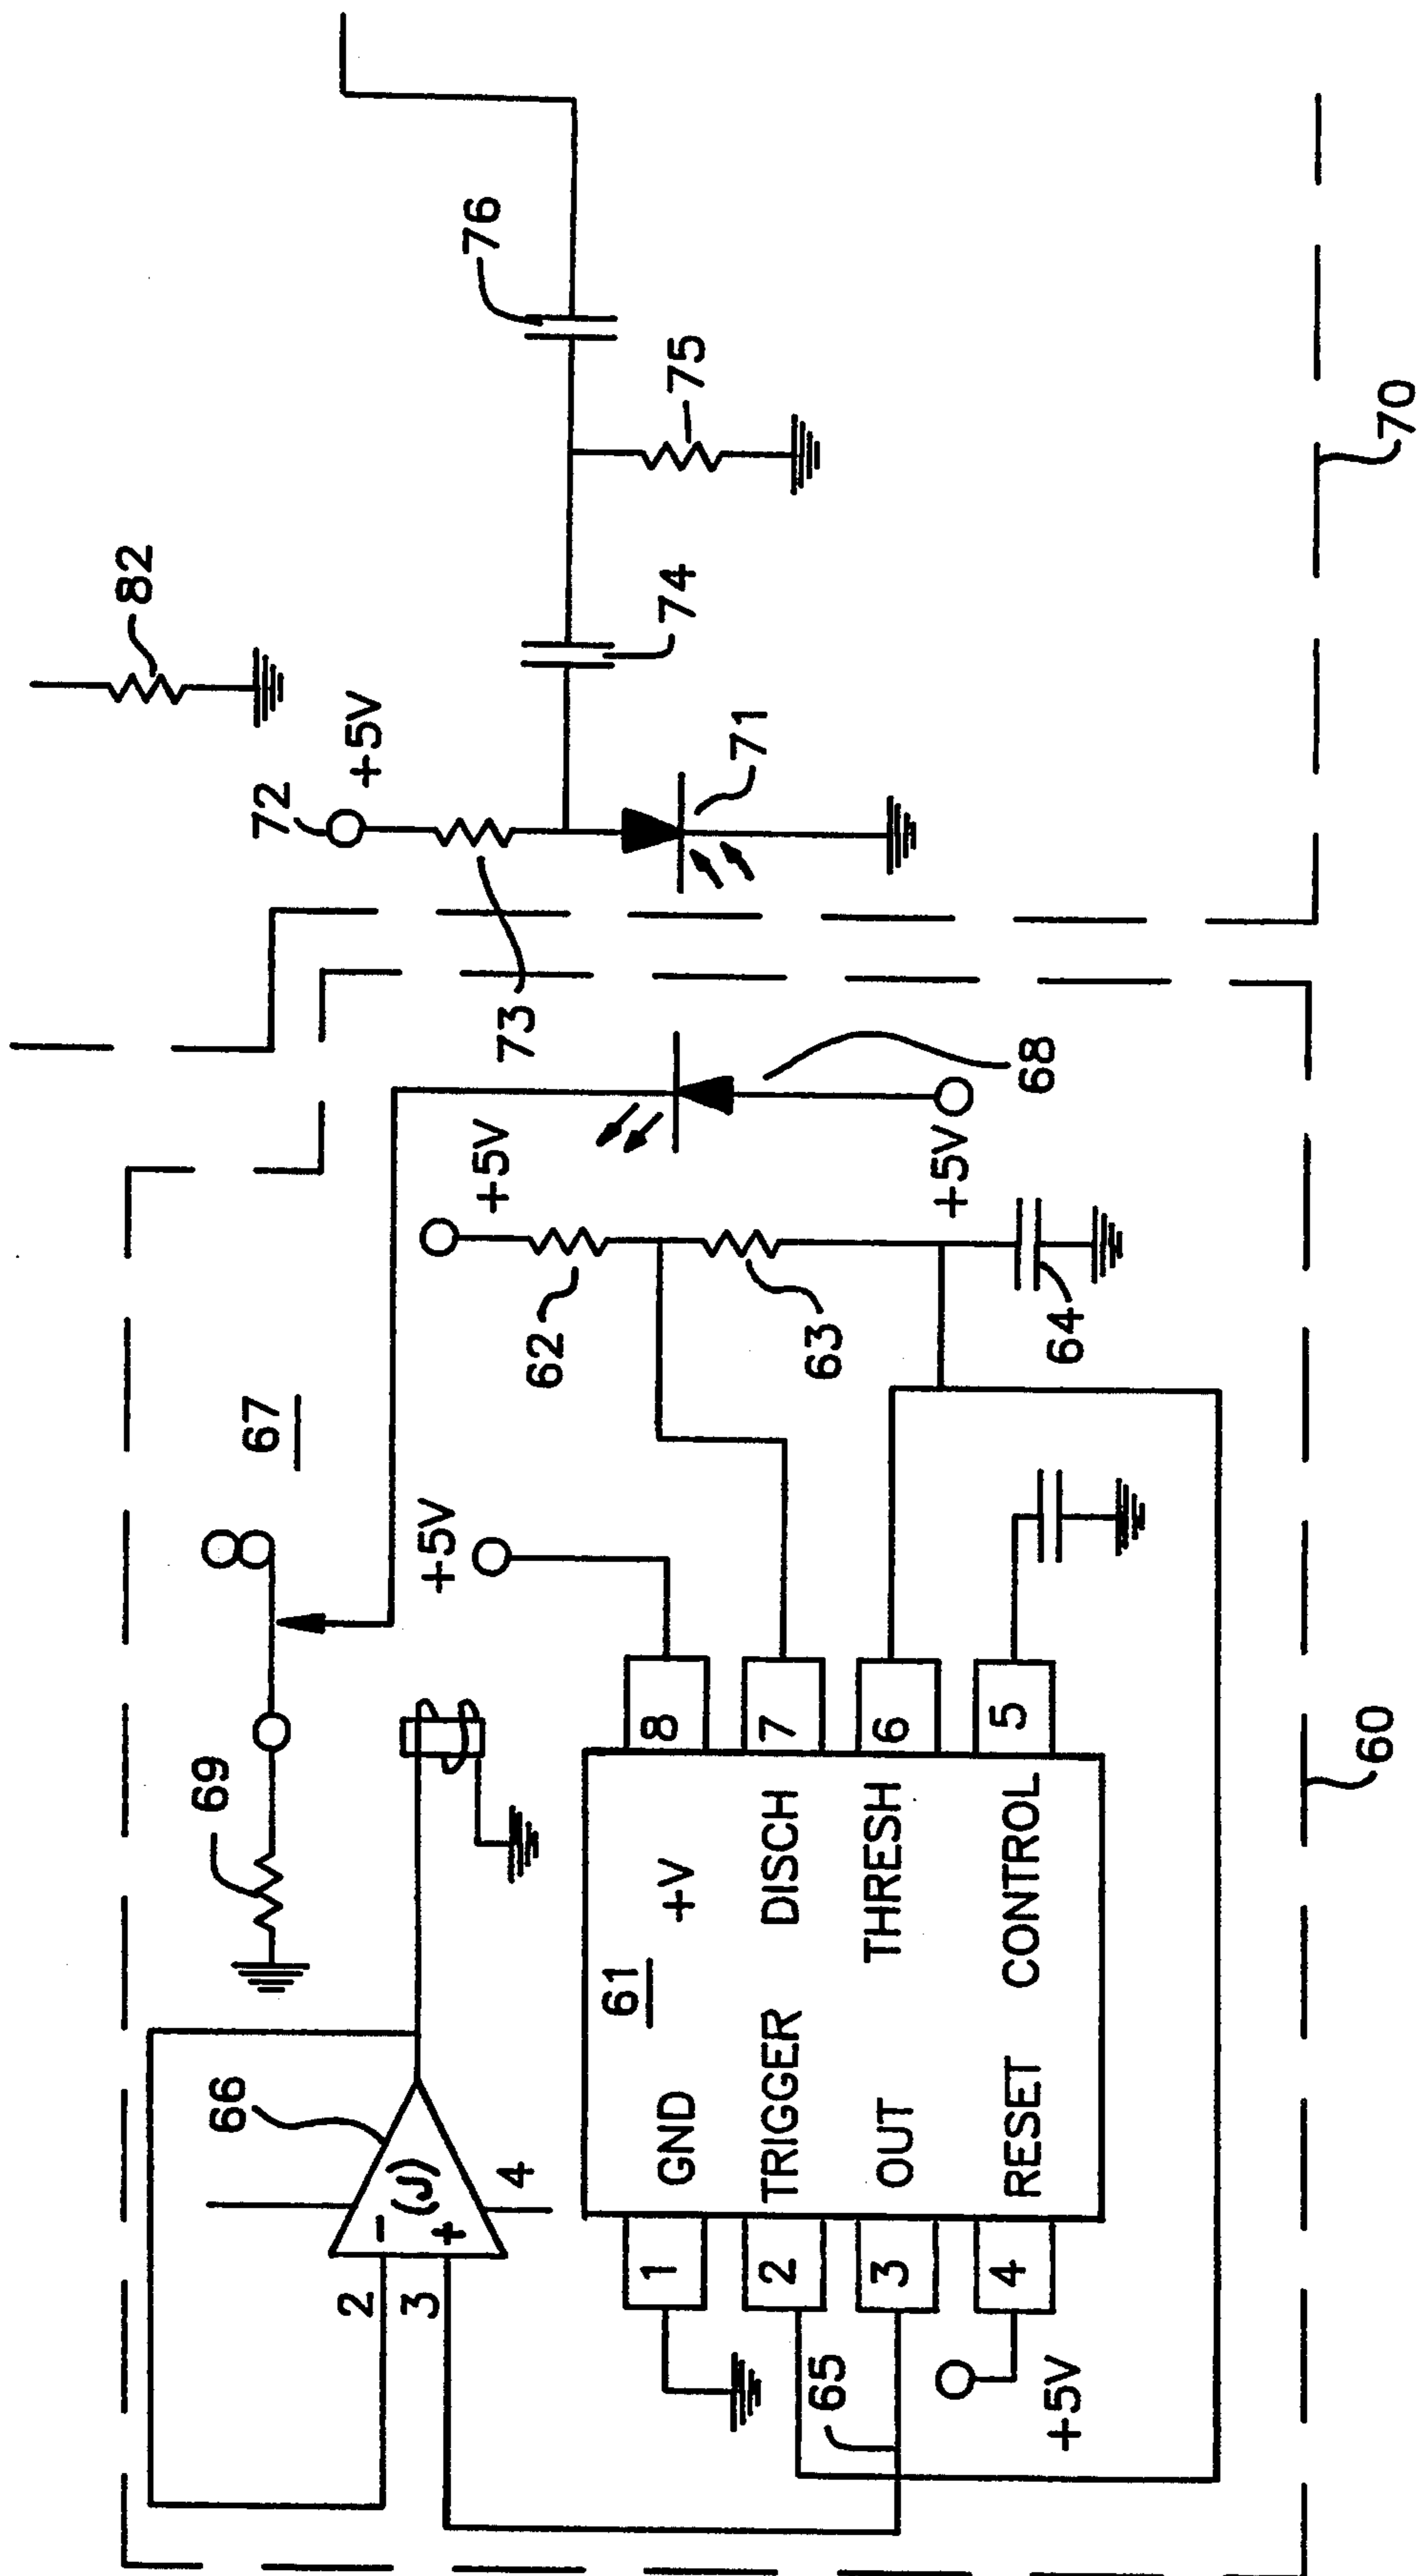 66
2
3
−
+
(J)
4
69
67
+5V
61
GND
+V
TRIGGER
DISCH
OUT
THRESH
RESET
CONTROL
1
2
3
4
8
7
6
5
65
+5V
+5V
62
63
64
68
+5V
60
82
72
+5V
73
71
74
75
76
70